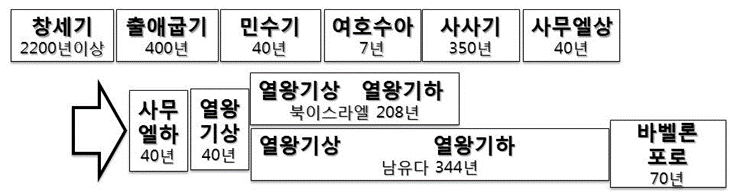 창세기 출애굽기 민수기 여호수아 사사기 사무엘상
2200년이상 400년 40년 7년 350년 40년
사무
엘하
40년
열왕
기상
40년
열왕기상 열왕기하
북이스라엘 208년
열왕기상 열왕기하
남유다 344년
바벨론
포로
70년